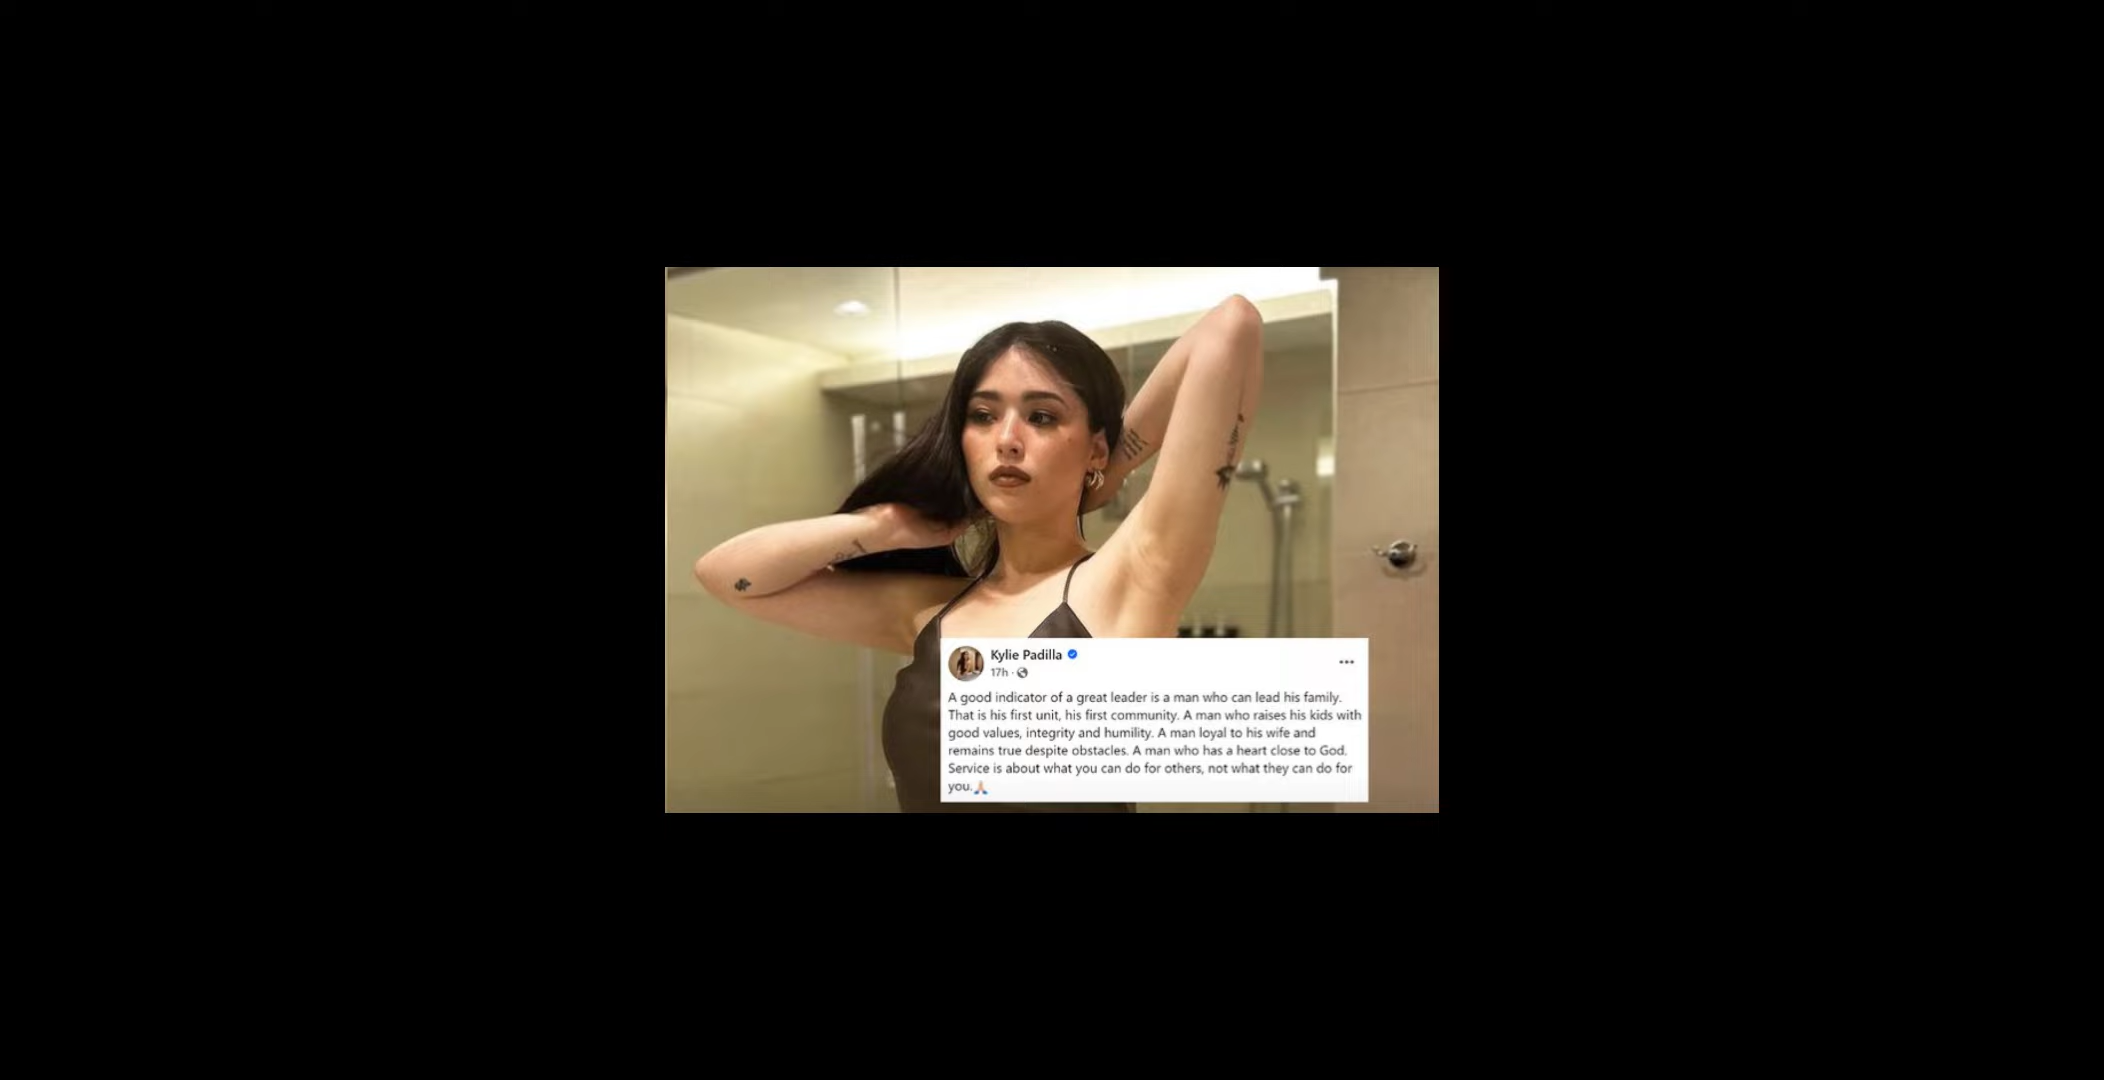 Kylie Padilla
17h ·
A good indicator of a great leader is a man who can lead his family.
That is his first unit, his first community. A man who raises his kids with
good values, integrity and humility. A man loyal to his wife and
remains true despite obstacles. A man who has a heart close to God.
Service is about what you can do for others, not what they can do for
you.🙏🏻